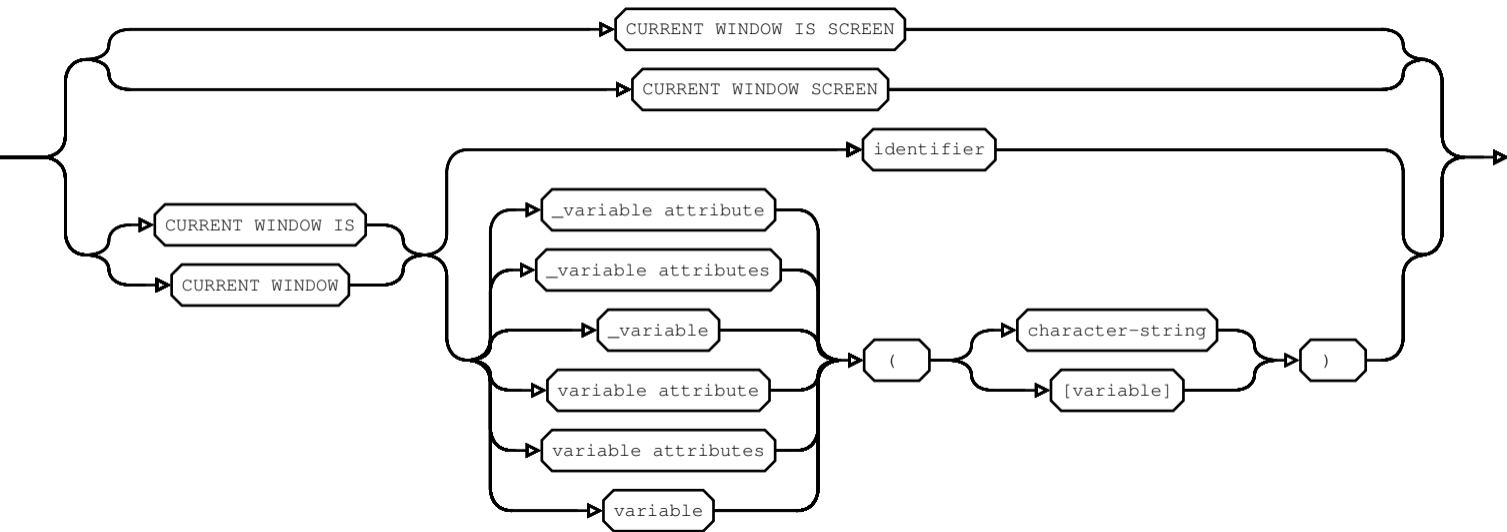 CURRENT WINDOW IS SCREEN
CURRENT WINDOW SCREEN
identifier
CURRENT WINDOW IS
CURRENT WINDOW
_variable attribute
_variable attributes
_variable
variable attribute
variable attributes
variable
(
character-string
[variable]
)